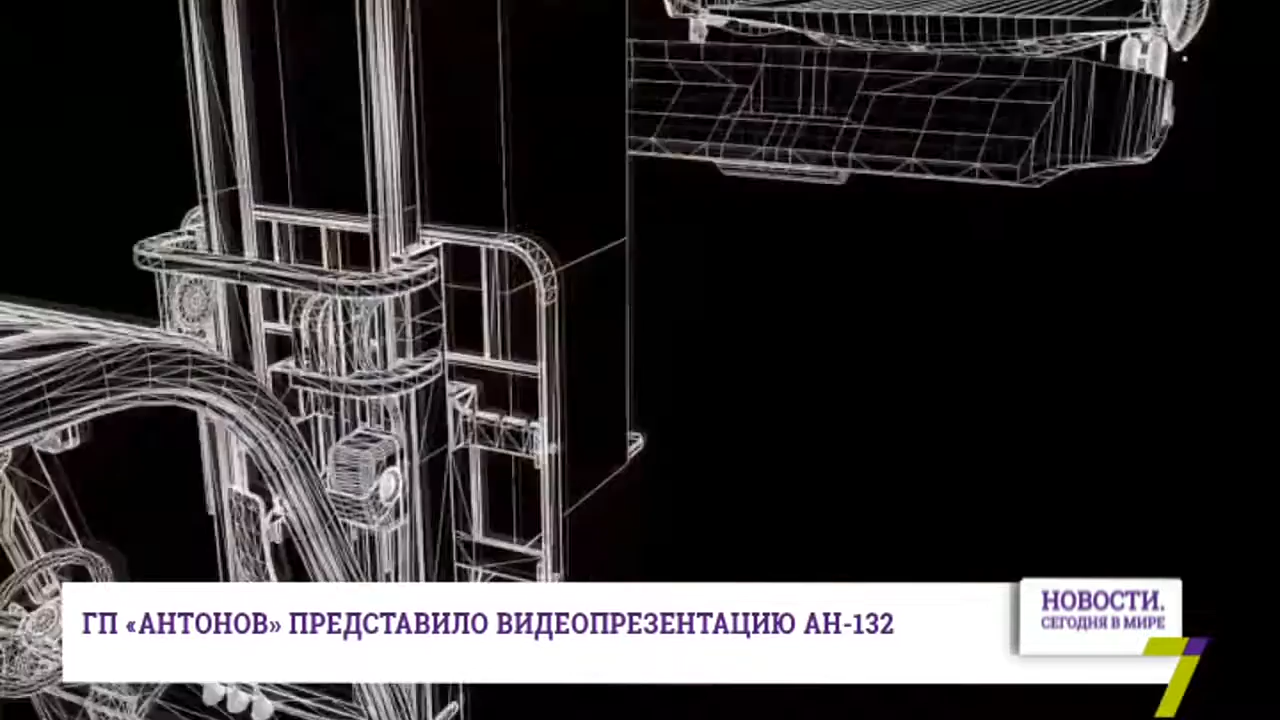 ГП «АНТОНОВ» ПРЕДСТАВИЛО ВИДЕОПРЕЗЕНТАЦИЮ АН-132
НОВОСТИ.
СЕГОДНЯ В МИРЕ
7